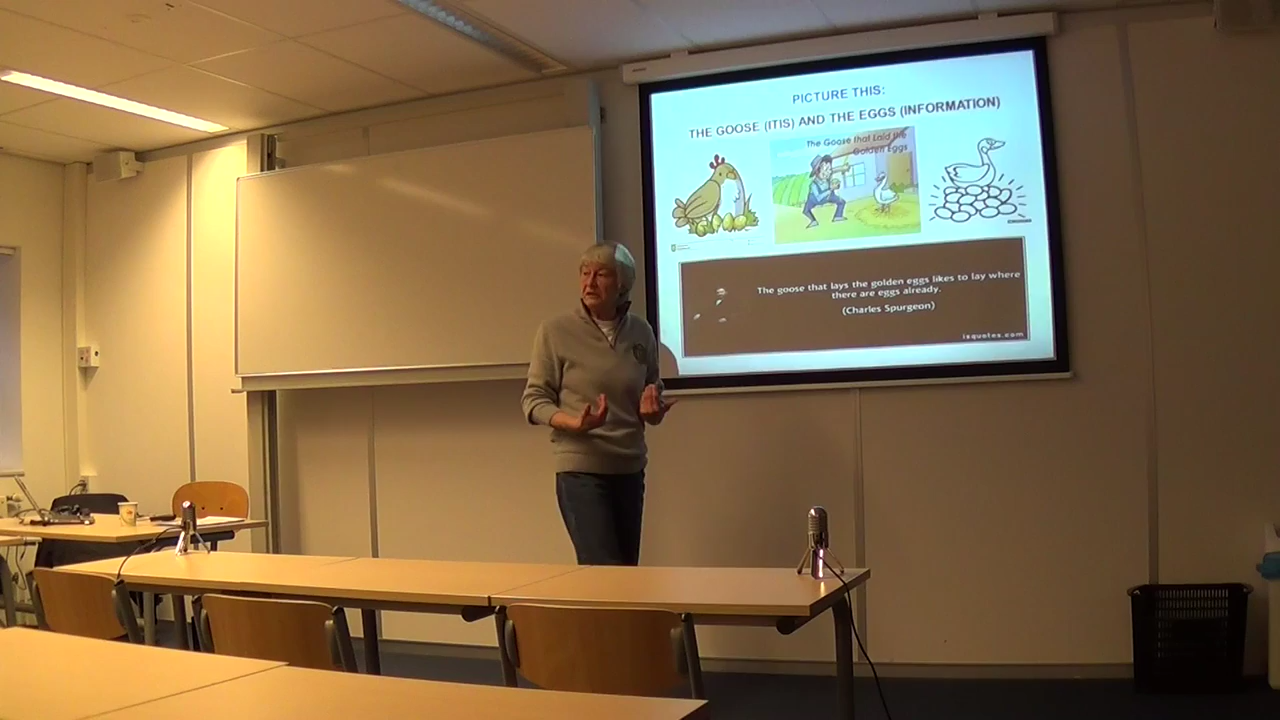 PICTURE THIS:
THE GOOSE (ITIS) AND THE EGGS (INFORMATION)
The Goose that Laid the
Golden Eggs
The goose that lays the golden eggs likes to lay where
there are eggs already.
(Charles Spurgeon)
isquotes.com